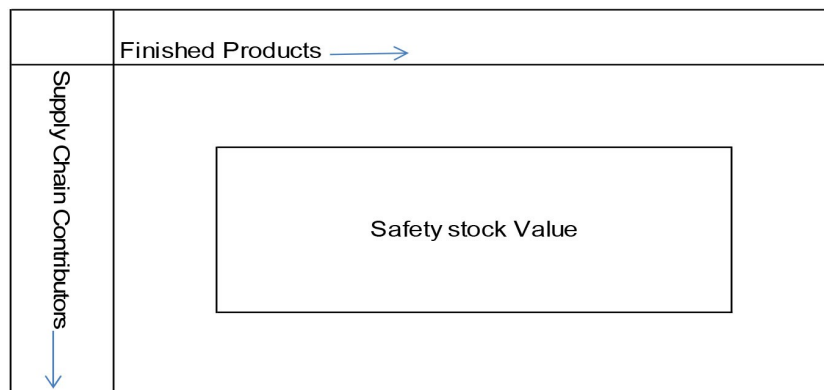 Finished Products
Supply Chain Contributors
Safety stock Value